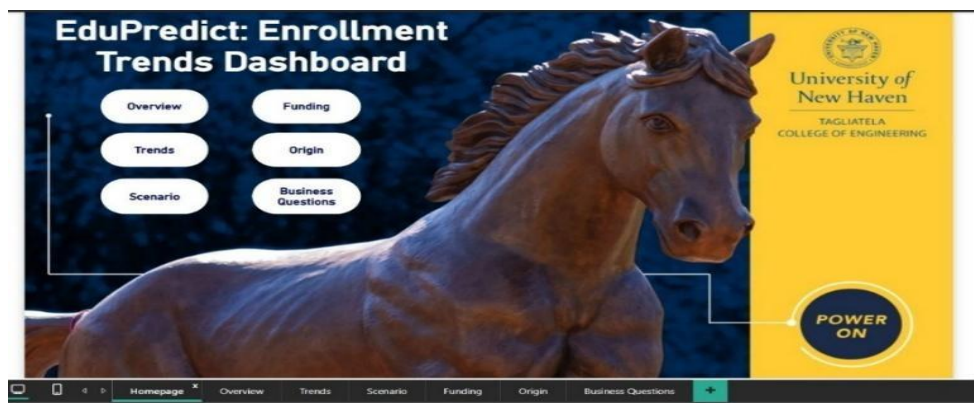 EduPredict: Enrollment
Trends Dashboard
Overview
Funding
Trends
Origin
Scenario
Business
Questions
University of
New Haven
TAGLIATELA
COLLEGE OF ENGINEERING
POWER
ON
Homepage Overview Trends Scenario Funding Origin Business Questions